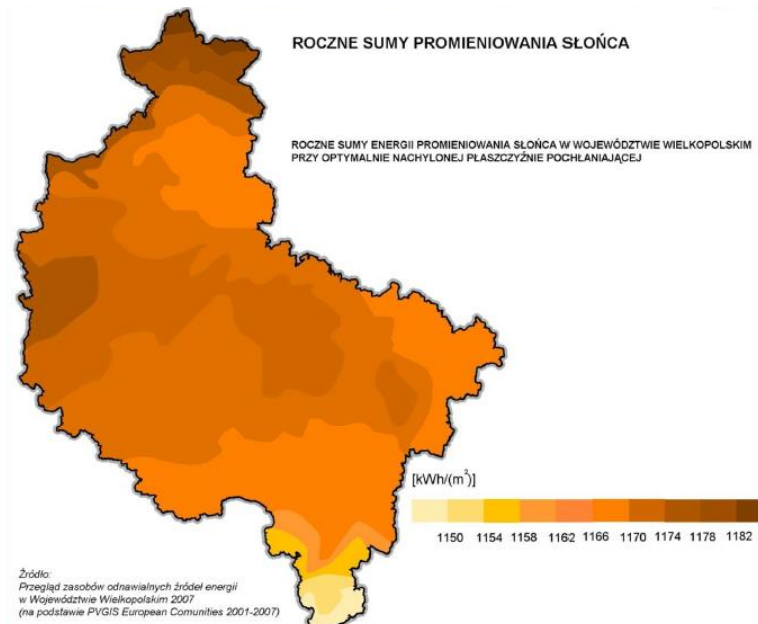 ROCZNE SUMY PROMIENIOWANIA SŁOŃCA
ROCZNE SUMY ENERGII PROMIENIOWANIA SŁOŃCA W WOJEWÓDZTWIE WIELKOPOLSKIM
PRZY OPTYMALNIE NACHYLONEJ PŁASZCZYŹNIE POCHŁANIAJĄCEJ
[kWh/(m²)]
1150 1154 1158 1162 1166 1170 1174 1178 1182
Źródło:
Przegląd zasobów odnawialnych źródeł energii
w Województwie Wielkopolskim 2007
(na podstawie PVGIS European Comunities 2001-2007)